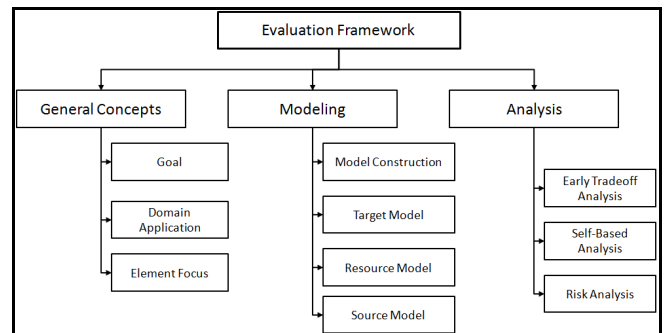 Evaluation Framework
General Concepts
Modeling
Analysis
Goal
Domain
Application
Element Focus
Model Construction
Target Model
Resource Model
Source Model
Early Tradeoff
Analysis
Self-Based
Analysis
Risk Analysis